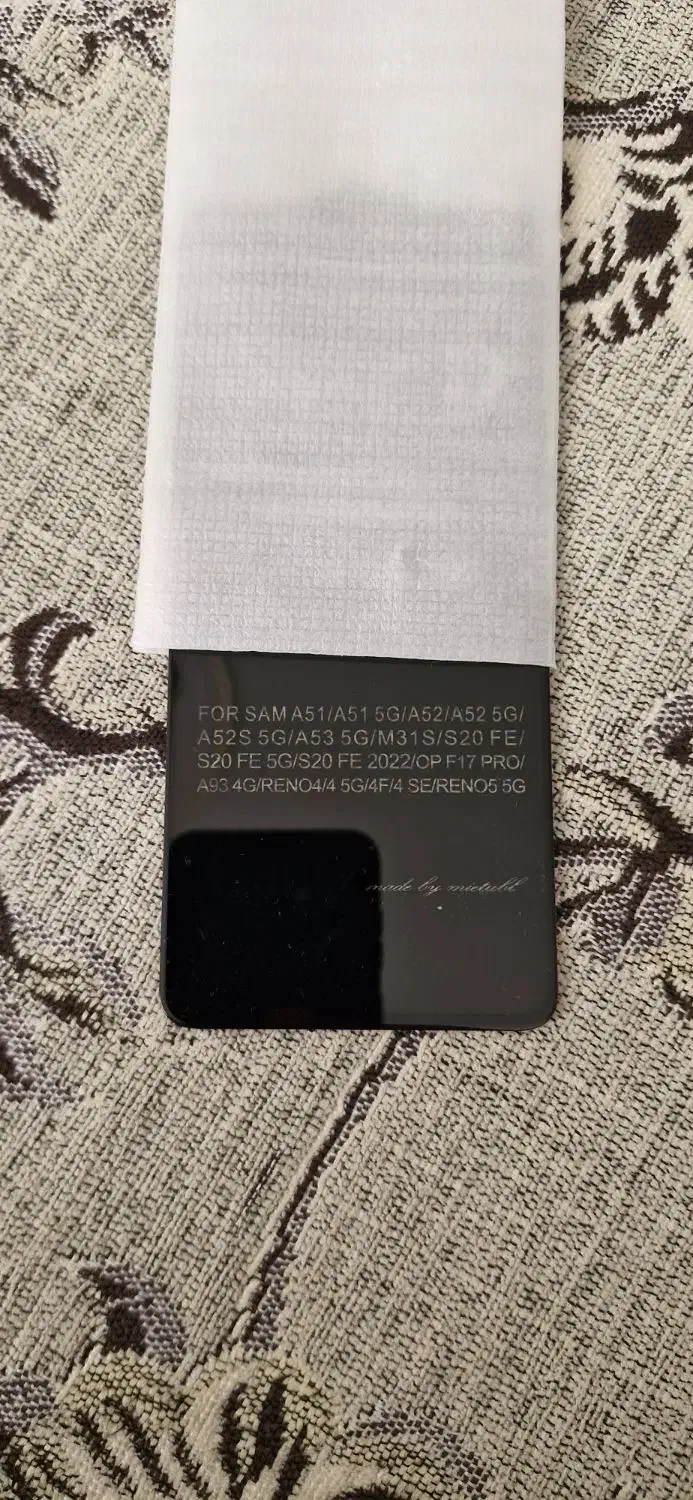 FOR SAM A51/A51 5G/A52/A52 5G/
A52S 5G/A53 5G/M31S/S20 FE/
S20 FE 5G/S20 FE 2022/OP F17 PRO/
A93 4G/RENO4/4 5G/4F/4 SE/RENO5 5G
made by mietubl